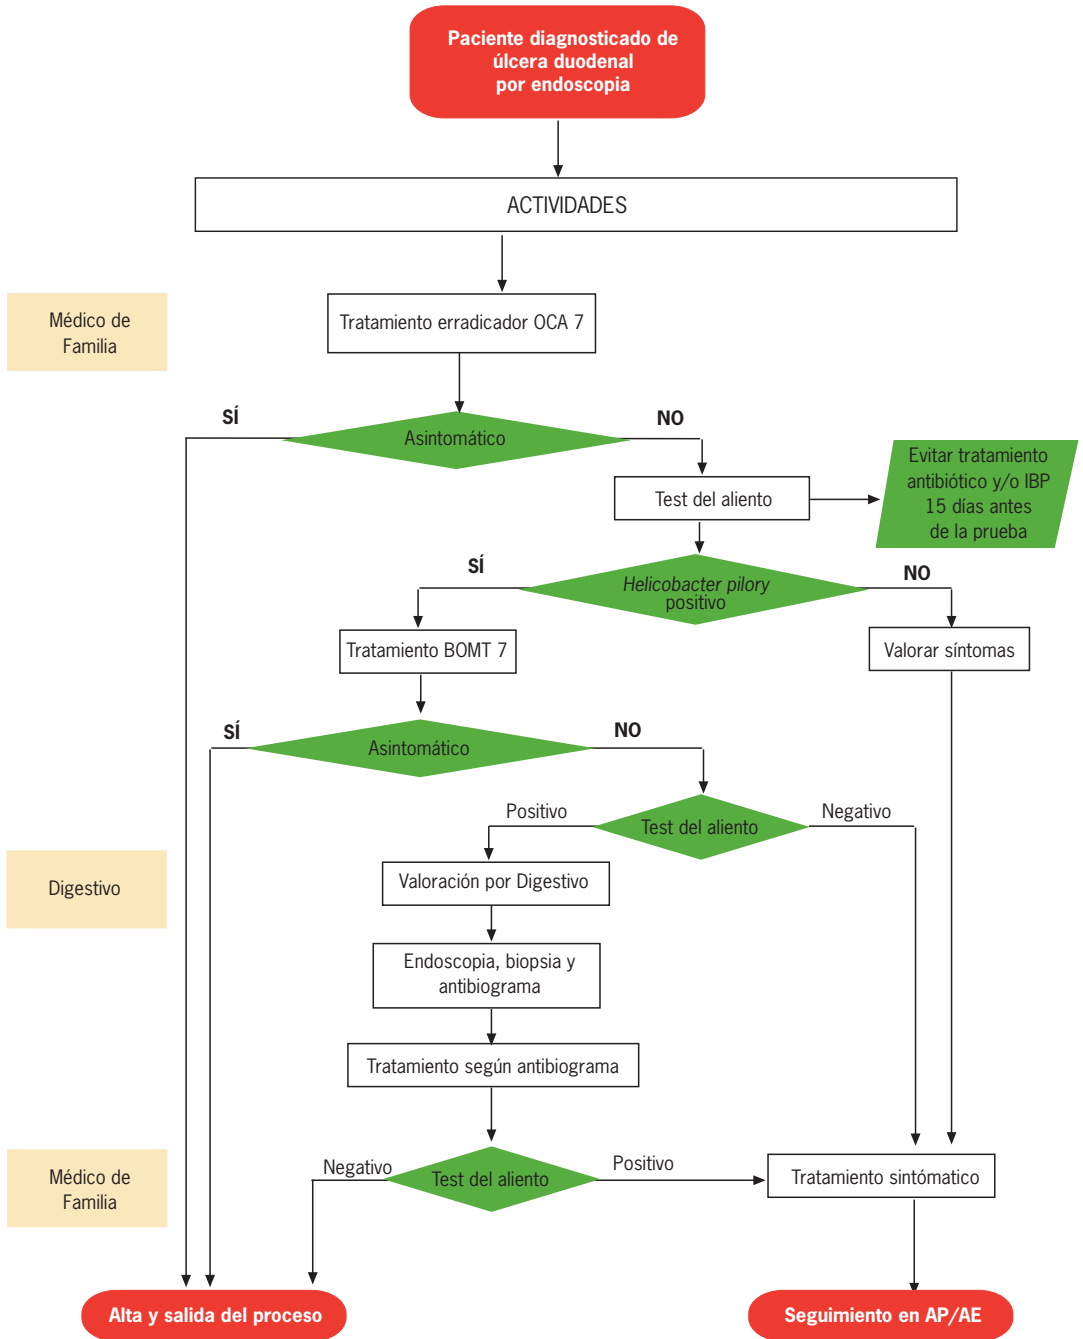 Paciente diagnosticado de
úlcera duodenal
por endoscopia
ACTIVIDADES
Médico de
Familia
Tratamiento erradicador OCA 7
SÍ
Asintomático
NO
Test del aliento
Evitar tratamiento
antibiótico y/o IBP
15 días antes
de la prueba
SÍ
Helicobacter pilory
positivo
NO
Tratamiento BOMT 7
Valorar síntomas
SÍ
Asintomático
NO
Positivo
Test del aliento
Negativo
Digestivo
Valoración por Digestivo
Endoscopia, biopsia y
antibiograma
Tratamiento según antibiograma
Médico de
Familia
Negativo
Test del aliento
Positivo
Tratamiento sintómatico
Alta y salida del proceso
Seguimiento en AP/AE